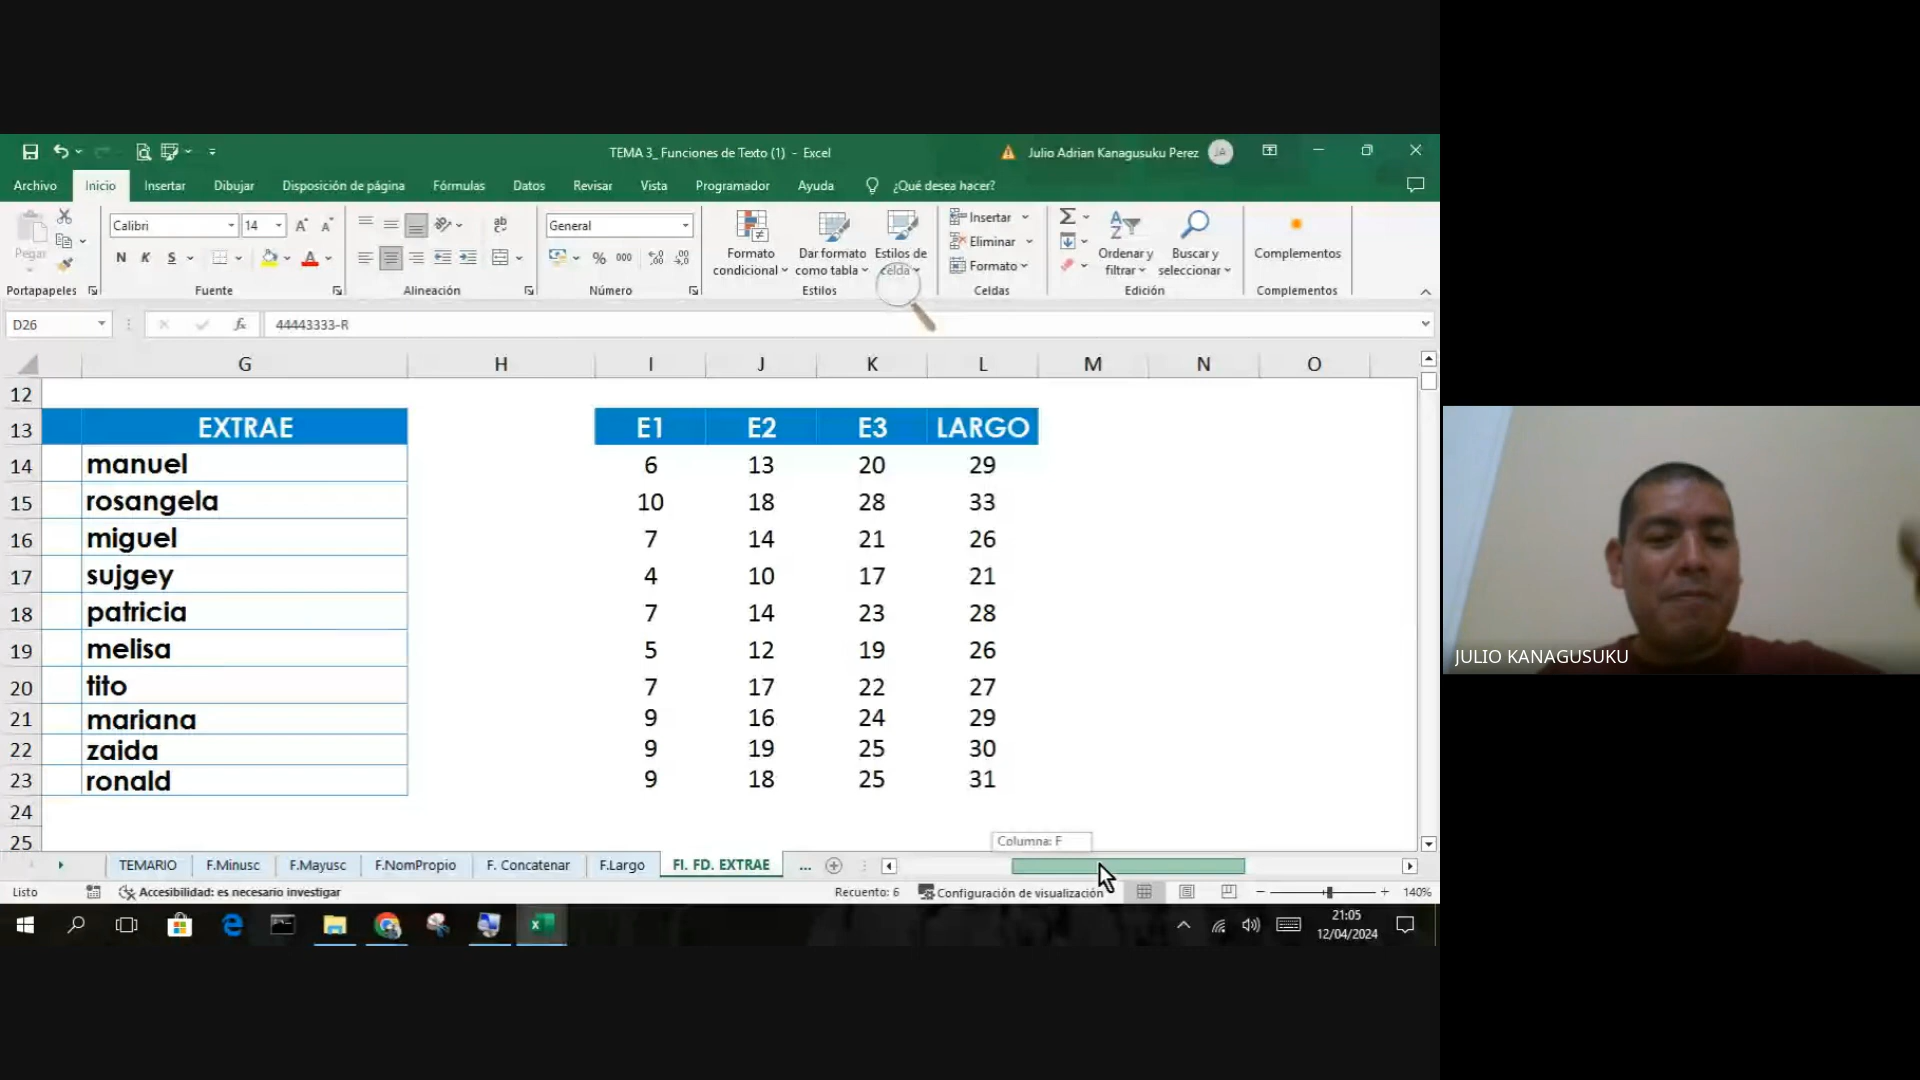 TEMA 3_ Funciones de Texto (1) - Excel
Julio Adrian Kanagusuku Perez
JA
Archivo Inicio Insertar Dibujar Disposición de página Fórmulas Datos Revisar Vista Programador Ayuda ¿Qué desea hacer?
Pegar
Calibri 14
N K S
ab
General
% 000
Formato condicional
Dar formato como tabla
Estilos de celda
Insertar
Eliminar
Formato
Ordenar y filtrar
Buscar y seleccionar
Complementos
Portapapeles Fuente Alineación Número Estilos Celdas Edición Complementos
D26 fx 44443333-R
G H I J K L M N O
12
13 EXTRAE E1 E2 E3 LARGO
14 manuel 6 13 20 29
15 rosangela 10 18 28 33
16 miguel 7 14 21 26
17 sujgey 4 10 17 21
18 patricia 7 14 23 28
19 melisa 5 12 19 26
20 tito 7 17 22 27
21 mariana 9 16 24 29
22 zaida 9 19 25 30
23 ronald 9 18 25 31
24
25
Columna: F
TEMARIO F.Minusc F.Mayusc F.NomPropio F. Concatenar F.Largo FI. FD. EXTRAE ...
Listo Accesibilidad: es necesario investigar Recuento: 6 Configuración de visualización 140%
21:05
12/04/2024
JULIO KANAGUSUKU